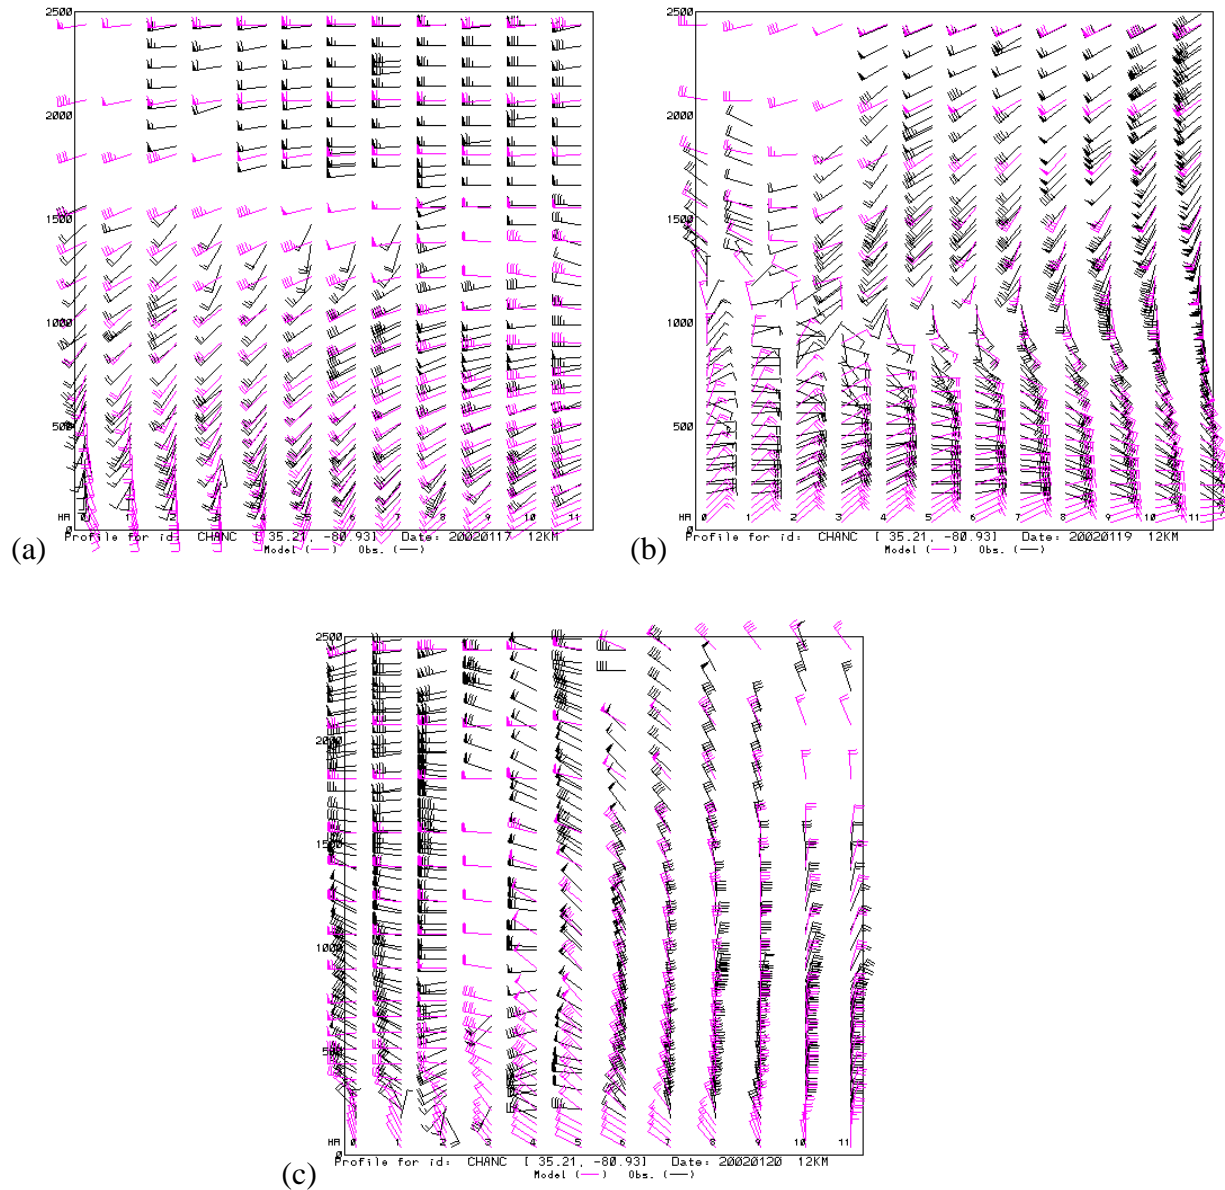 2500
2000
1500
1000
500
0
HR 0 1 2 3 4 5 6 7 8 9 10 11
(a) Profile for id: CHANC [ 35.21, -80.93] Date: 20020117 12KM
Model (—) Obs. (—)
2500
2000
1500
1000
500
0
HR 0 1 2 3 4 5 6 7 8 9 10 11
(b) Profile for id: CHANC [ 35.21, -80.93] Date: 20020119 12KM
Model (—) Obs. (—)
2500
2000
1500
1000
500
0
HR 0 1 2 3 4 5 6 7 8 9 10 11
(c) Profile for id: CHANC [ 35.21, -80.93] Date: 20020120 12KM
Model (—) Obs. (—)